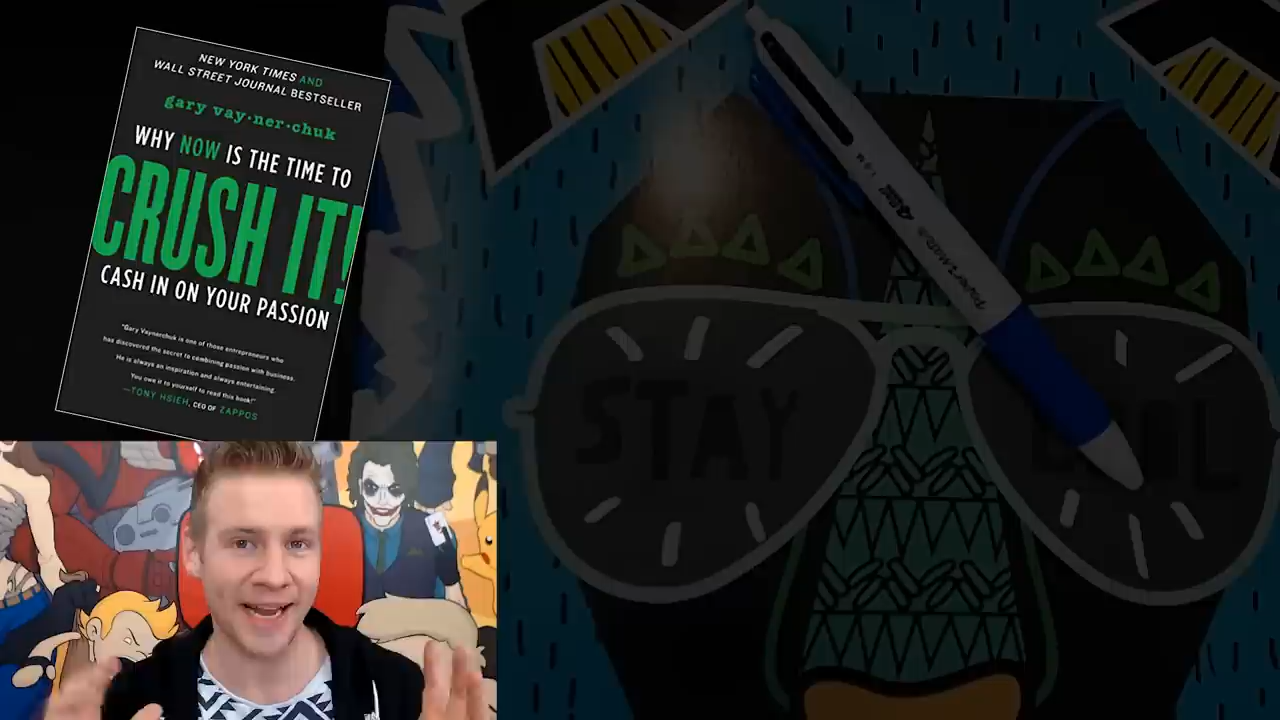 NEW YORK TIMES AND
WALL STREET JOURNAL BESTSELLER
gary vay·ner·chuk
WHY NOW IS THE TIME TO
CRUSH IT!
CASH IN ON YOUR PASSION
"Gary Vaynerchuk is one of those entrepreneurs who
has discovered the secret to combining passion with business.
He is always an inspiration and always entertaining.
You owe it to yourself to read this book!"
—TONY HSIEH, CEO OF ZAPPOS
STAY